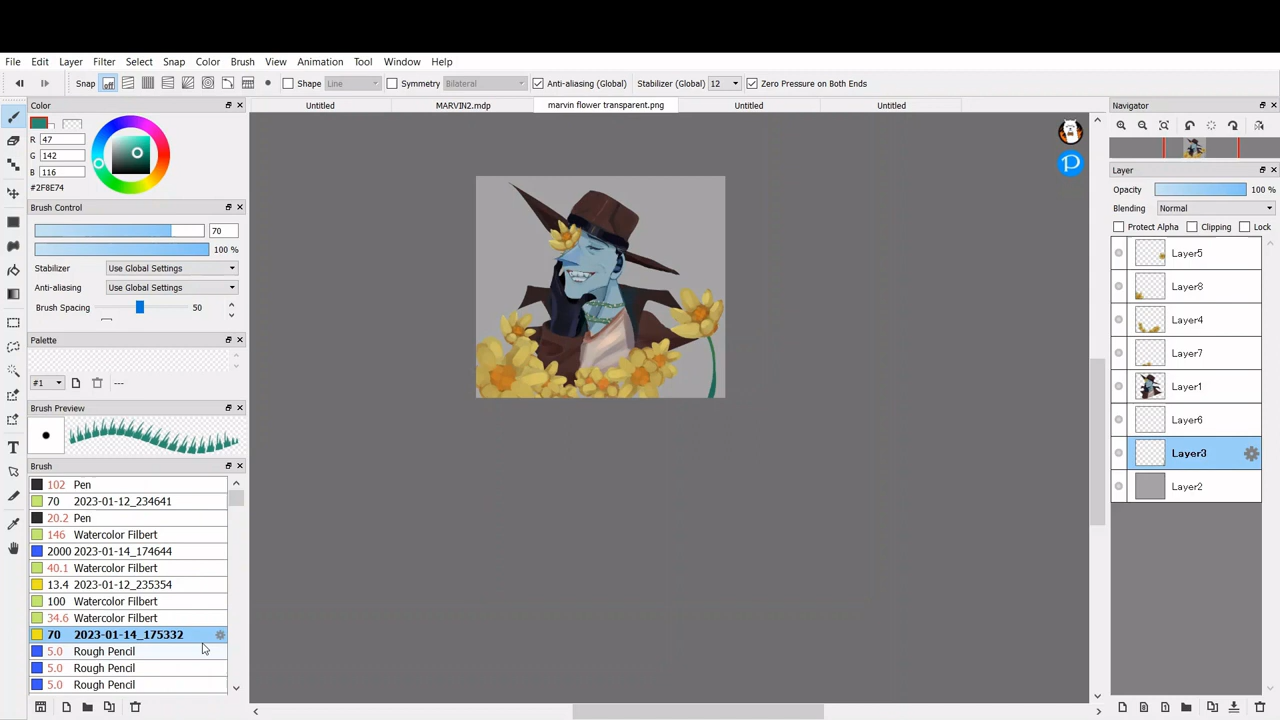 File Edit Layer Filter Select Snap Color Brush View Animation Tool Window Help
Snap Shape Line Symmetry Bilateral Anti-aliasing (Global) Stabilizer (Global) 12 Zero Pressure on Both Ends
Color
Untitled MARVIN2.mdp marvin flower transparent.png Untitled Untitled
Navigator
R 47
G 142
B 116
#2F8E74
Brush Control
70
100 %
Stabilizer Use Global Settings
Anti-aliasing Use Global Settings
Brush Spacing 50
Palette
#1 ---
Brush Preview
Brush
102 Pen
70 2023-01-12_234641
20.2 Pen
146 Watercolor Filbert
2000 2023-01-14_174644
40.1 Watercolor Filbert
13.4 2023-01-12_235354
100 Watercolor Filbert
34.6 Watercolor Filbert
70 2023-01-14_175332
5.0 Rough Pencil
5.0 Rough Pencil
5.0 Rough Pencil
P
Layer
Opacity 100 %
Blending Normal
Protect Alpha Clipping Lock
Layer5
Layer8
Layer4
Layer7
Layer1
Layer6
Layer3
Layer2